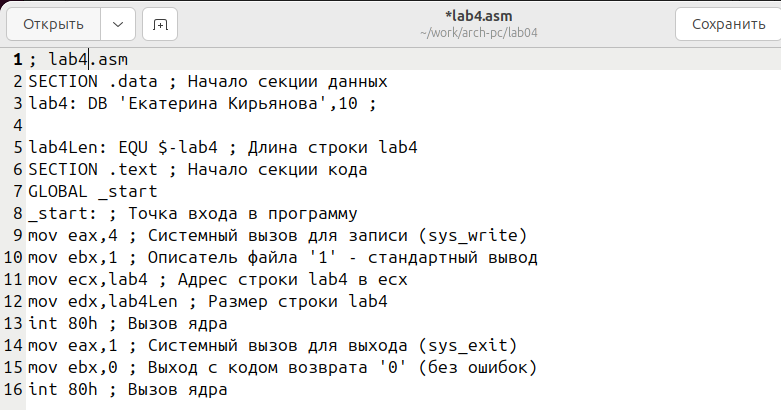 Открыть
*lab4.asm
~/work/arch-pc/lab04
Сохранить
1 ; lab4.asm
2 SECTION .data ; Начало секции данных
3 lab4: DB 'Екатерина Кирьянова',10 ;
4
5 lab4Len: EQU $-lab4 ; Длина строки lab4
6 SECTION .text ; Начало секции кода
7 GLOBAL _start
8 _start: ; Точка входа в программу
9 mov eax,4 ; Системный вызов для записи (sys_write)
10 mov ebx,1 ; Описатель файла '1' - стандартный вывод
11 mov ecx,lab4 ; Адрес строки lab4 в ecx
12 mov edx,lab4Len ; Размер строки lab4
13 int 80h ; Вызов ядра
14 mov eax,1 ; Системный вызов для выхода (sys_exit)
15 mov ebx,0 ; Выход с кодом возврата '0' (без ошибок)
16 int 80h ; Вызов ядра